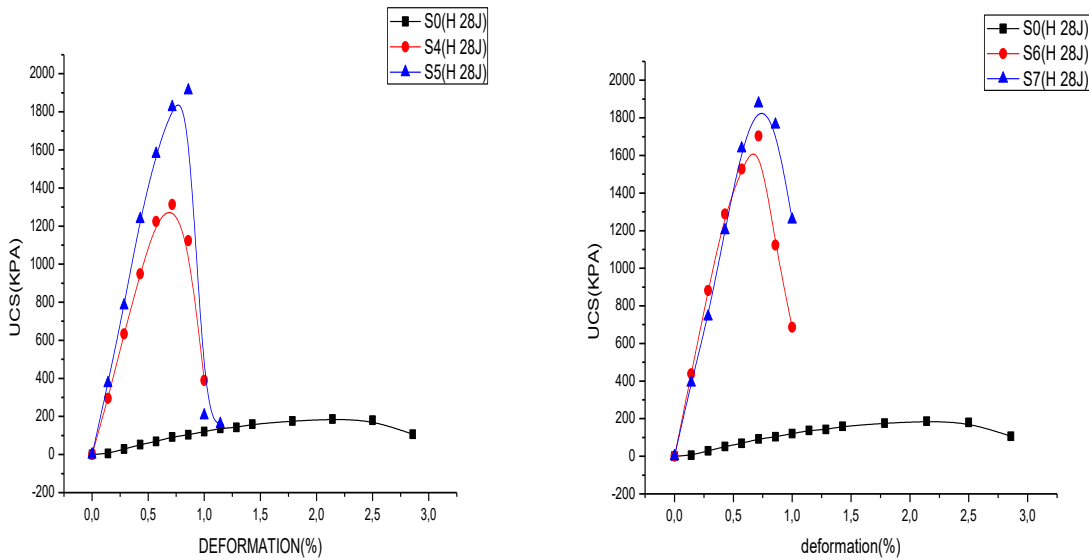 S0(H 28J)
S4(H 28J)
S5(H 28J)
2000
1800
1600
1400
1200
1000
800
600
400
200
0
-200
UCS(KPA)
0,0 0,5 1,0 1,5 2,0 2,5 3,0
DEFORMATION(%)
S0(H 28J)
S6(H 28J)
S7(H 28J)
2000
1800
1600
1400
1200
1000
800
600
400
200
0
-200
UCS(KPA)
0,0 0,5 1,0 1,5 2,0 2,5 3,0
deformation(%)